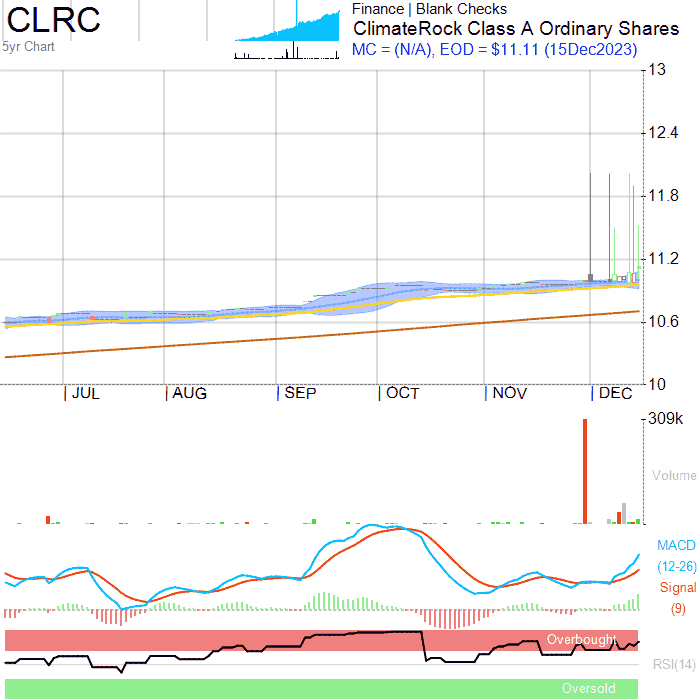 CLRC
5yr Chart
Finance | Blank Checks
ClimateRock Class A Ordinary Shares
MC = (N/A), EOD = $11.11 (15Dec2023)
13
12.4
11.8
11.2
10.6
10
JUL AUG SEP OCT NOV DEC
309k
Volume
MACD
(12-26)
Signal
(9)
Overbought
RSI(14)
Oversold